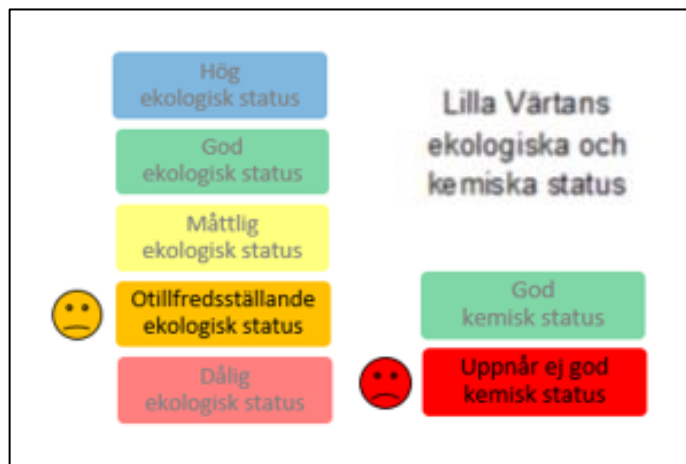 Hög
ekologisk status
God
ekologisk status
Måttlig
ekologisk status
Otillfredsställande
ekologisk status
Dålig
ekologisk status
Lilla Värtans
ekologiska och
kemiska status
God
kemisk status
Uppnår ej god
kemisk status